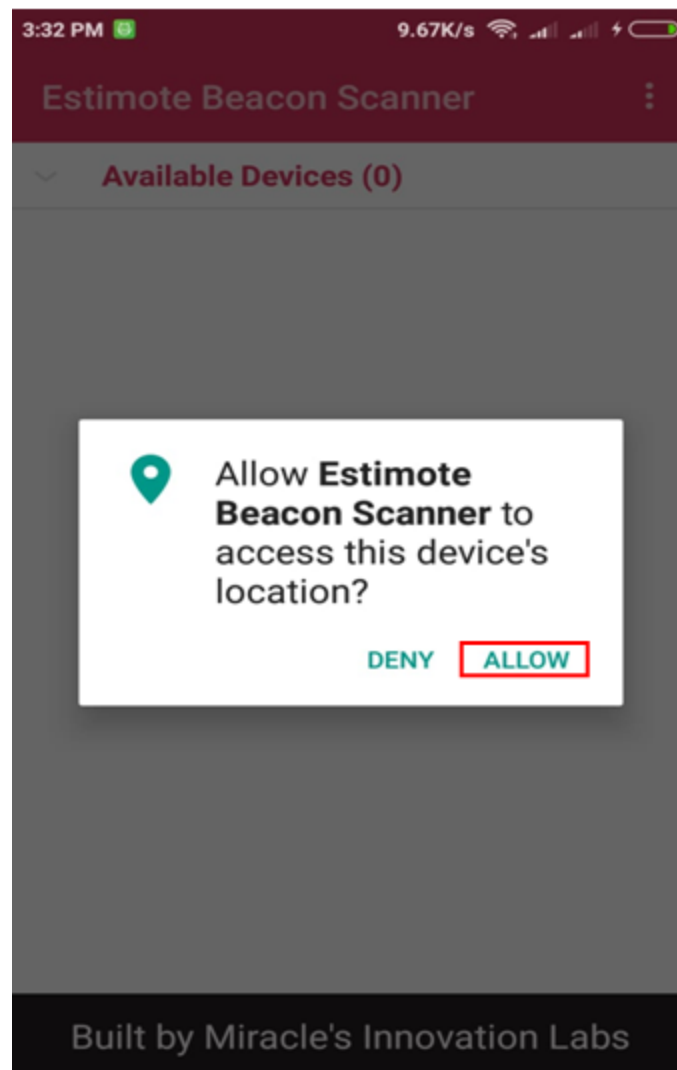 3:32 PM 9.67K/s
Estimote Beacon Scanner
Available Devices (0)
Allow Estimote
Beacon Scanner to
access this device's
location?
DENY ALLOW
Built by Miracle's Innovation Labs